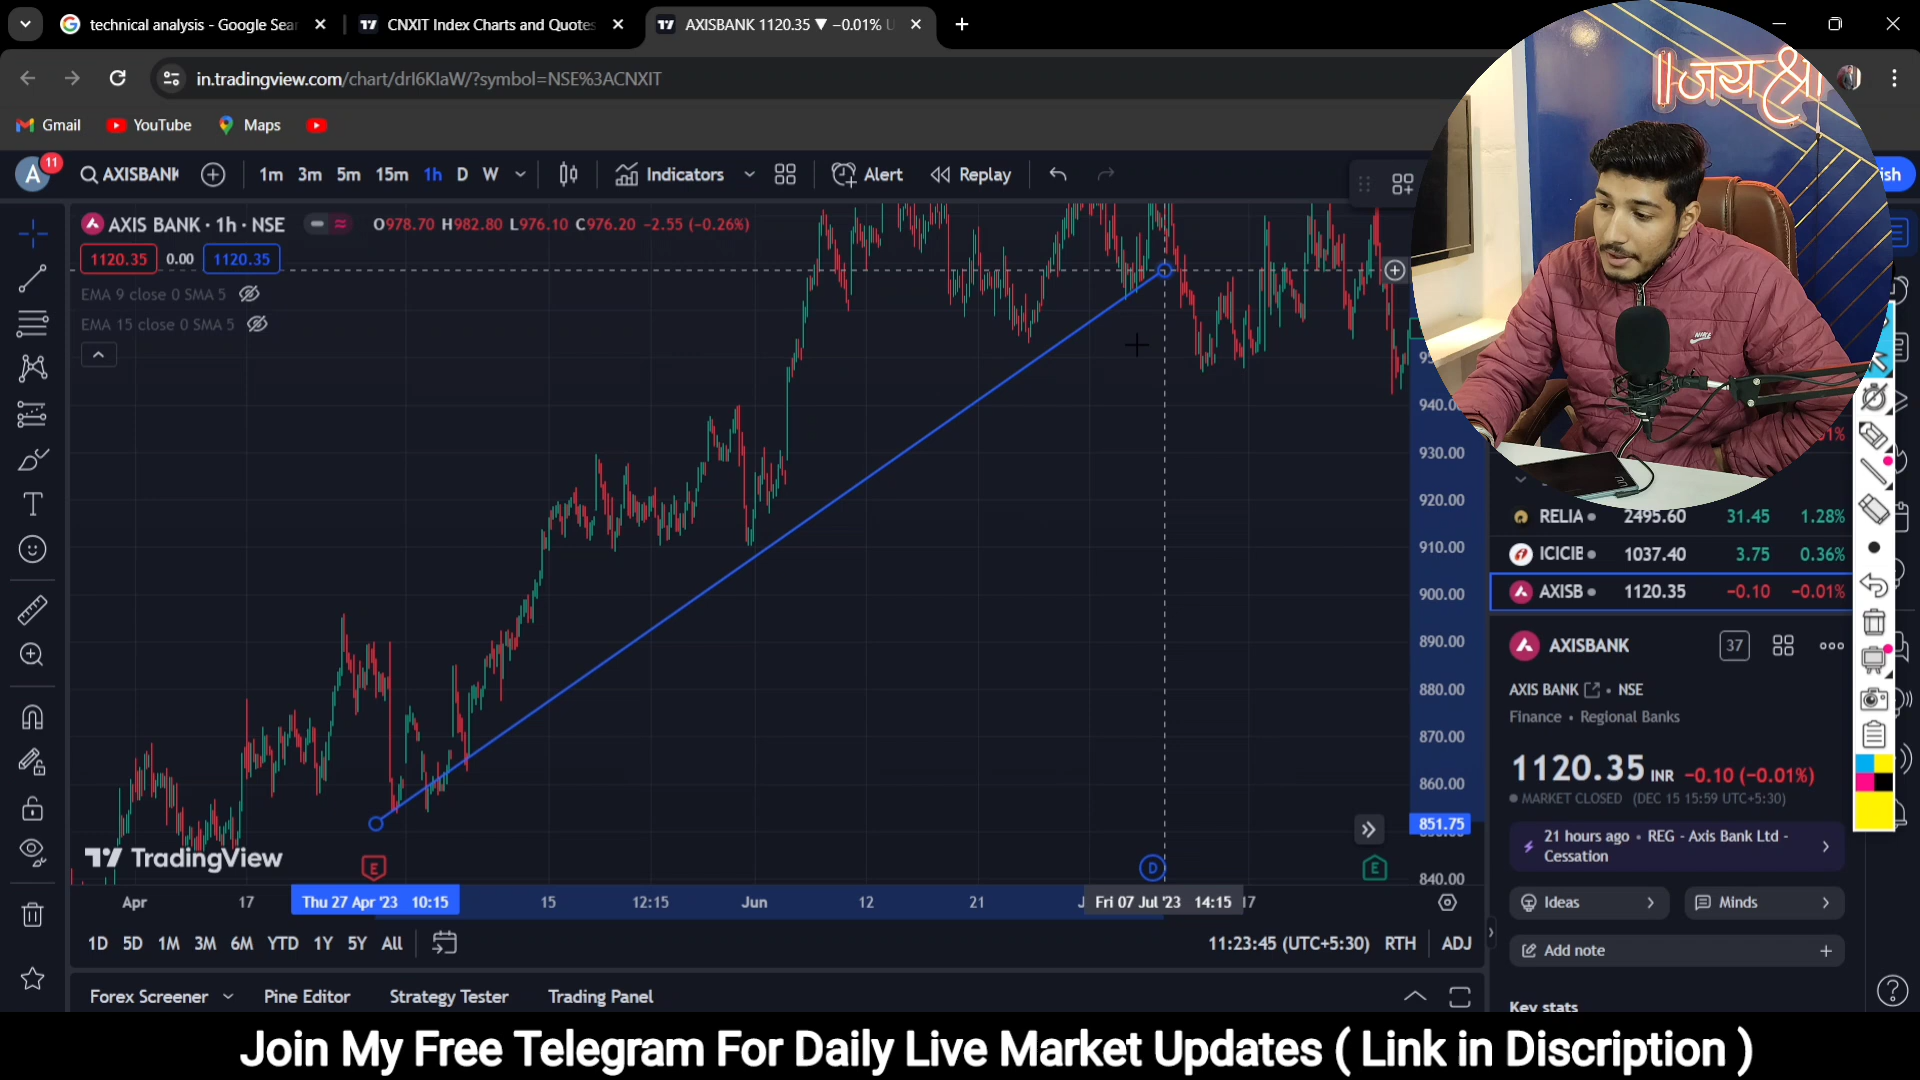 technical analysis - Google Sear
CNXIT Index Charts and Quotes
AXISBANK 1120.35 ▼ −0.01% U
in.tradingview.com/chart/drI6KIaW/?symbol=NSE%3ACNXIT
Gmail YouTube Maps
A 11 AXISBANK 1m 3m 5m 15m 1h D W Indicators Alert Replay
AXIS BANK · 1h · NSE O978.70 H982.80 L976.10 C976.20 −2.55 (−0.26%)
1120.35 0.00 1120.35
EMA 9 close 0 SMA 5
EMA 15 close 0 SMA 5
॥जय श्री
940.00
930.00
920.00
910.00
900.00
890.00
880.00
870.00
860.00
851.75
840.00
TradingView
E D E
Apr 17 Thu 27 Apr '23 10:15 15 12:15 Jun 12 21 Fri 07 Jul '23 14:15 17
1D 5D 1M 3M 6M YTD 1Y 5Y All
11:23:45 (UTC+5:30) RTH ADJ
Forex Screener Pine Editor Strategy Tester Trading Panel
RELIA 2495.60 31.45 1.28%
ICICIB 1037.40 3.75 0.36%
AXISB 1120.35 −0.10 −0.01%
AXISBANK 37
AXIS BANK • NSE
Finance • Regional Banks
1120.35 INR −0.10 (−0.01%)
MARKET CLOSED (DEC 15 15:59 UTC+5:30)
21 hours ago • REG - Axis Bank Ltd -
Cessation
Ideas Minds
Add note
Key stats
Join My Free Telegram For Daily Live Market Updates ( Link in Discription )